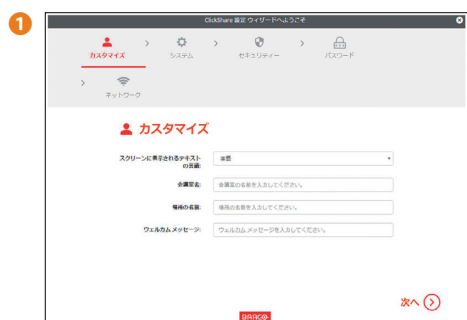 1
ClickShare 設定 ウィザードへようこそ
カスタマイズ > システム > セキュリティー > パスワード
> ネットワーク
カスタマイズ
スクリーンに表示されるテキスト
の言語:
会議室名: 会議室の名前を入力してください。
場所の名前: 場所の名前を入力してください。
ウェルカム メッセージ: ウェルカム メッセージを入力してください。
次へ
BARCO